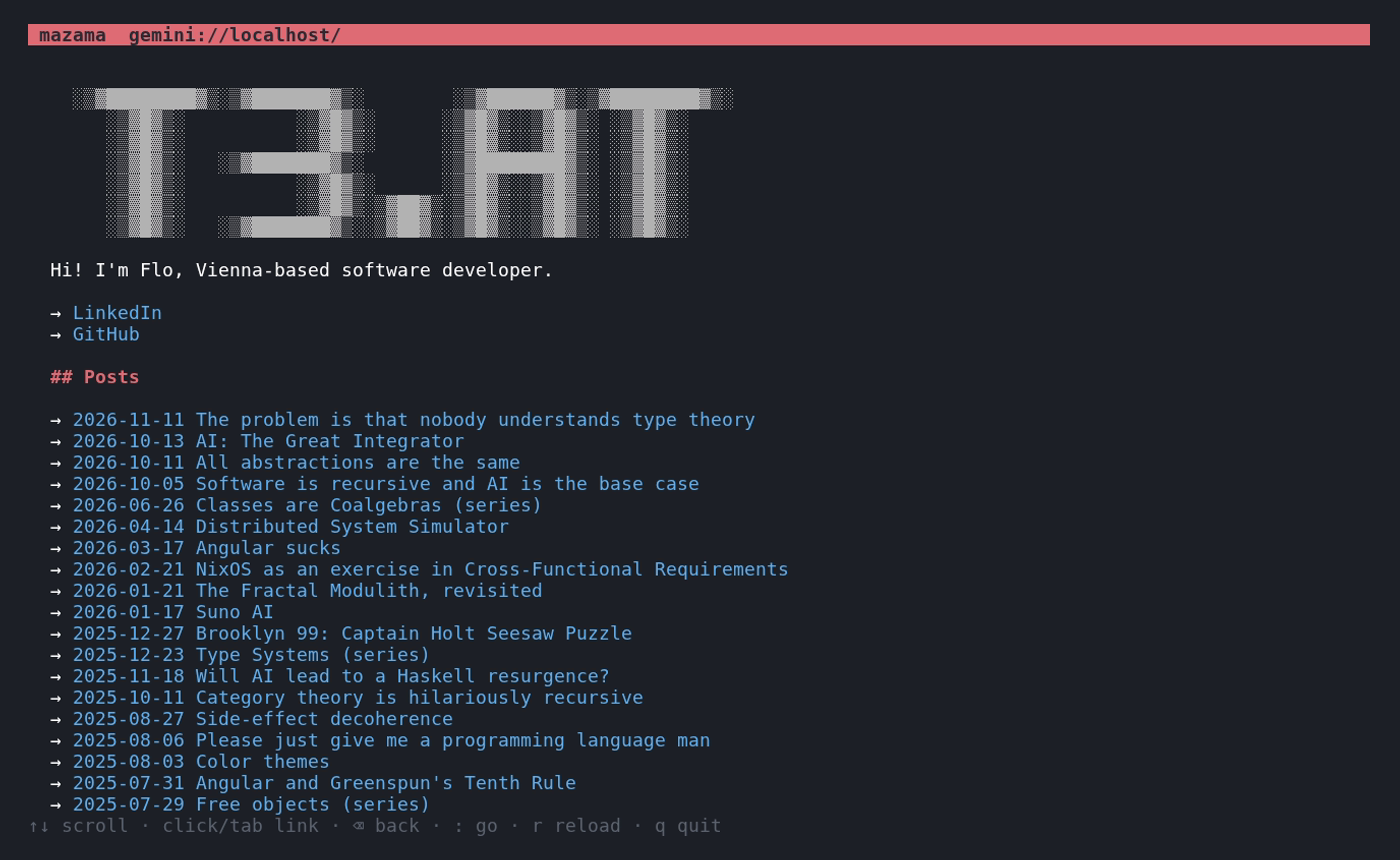 mazama  gemini://localhost/
T3.AT
Hi! I'm Flo, Vienna-based software developer.
→ LinkedIn
→ GitHub
## Posts
→ 2026-11-11 The problem is that nobody understands type theory
→ 2026-10-13 AI: The Great Integrator
→ 2026-10-11 All abstractions are the same
→ 2026-10-05 Software is recursive and AI is the base case
→ 2026-06-26 Classes are Coalgebras (series)
→ 2026-04-14 Distributed System Simulator
→ 2026-03-17 Angular sucks
→ 2026-02-21 NixOS as an exercise in Cross-Functional Requirements
→ 2026-01-21 The Fractal Modulith, revisited
→ 2026-01-17 Suno AI
→ 2025-12-27 Brooklyn 99: Captain Holt Seesaw Puzzle
→ 2025-12-23 Type Systems (series)
→ 2025-11-18 Will AI lead to a Haskell resurgence?
→ 2025-10-11 Category theory is hilariously recursive
→ 2025-08-27 Side-effect decoherence
→ 2025-08-06 Please just give me a programming language man
→ 2025-08-03 Color themes
→ 2025-07-31 Angular and Greenspun's Tenth Rule
→ 2025-07-29 Free objects (series)
↑↓ scroll · click/tab link · ⌫ back · : go · r reload · q quit